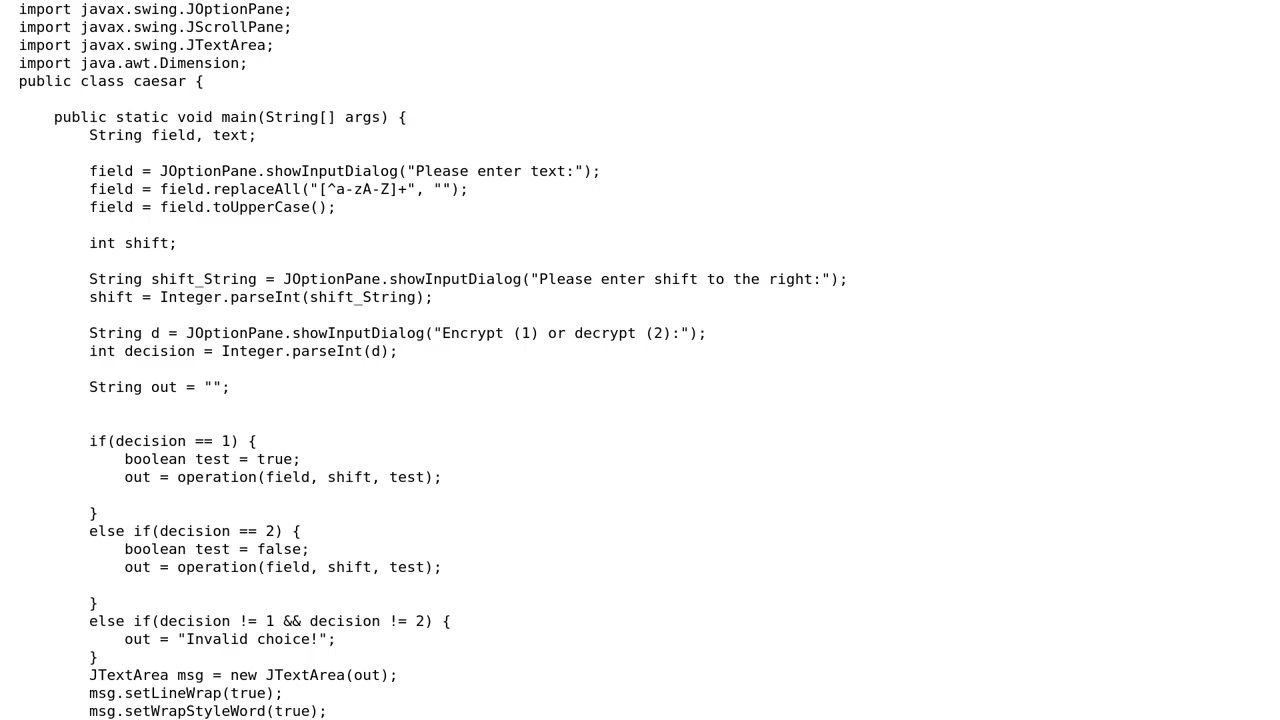 import javax.swing.JOptionPane;
import javax.swing.JScrollPane;
import javax.swing.JTextArea;
import java.awt.Dimension;
public class caesar {
public static void main(String[] args) {
String field, text;
field = JOptionPane.showInputDialog("Please enter text:");
field = field.replaceAll("[^a-zA-Z]+", "");
field = field.toUpperCase();
int shift;
String shift_String = JOptionPane.showInputDialog("Please enter shift to the right:");
shift = Integer.parseInt(shift_String);
String d = JOptionPane.showInputDialog("Encrypt (1) or decrypt (2):");
int decision = Integer.parseInt(d);
String out = "";
if(decision == 1) {
boolean test = true;
out = operation(field, shift, test);
}
else if(decision == 2) {
boolean test = false;
out = operation(field, shift, test);
}
else if(decision != 1 && decision != 2) {
out = "Invalid choice!";
}
JTextArea msg = new JTextArea(out);
msg.setLineWrap(true);
msg.setWrapStyleWord(true);